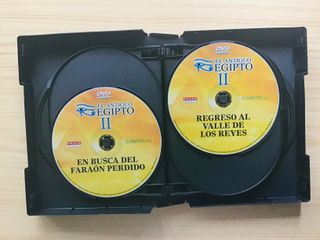 DVD
EL ANTIGUO
EGIPTO
II
EN BUSCA DEL
FARAÓN PERDIDO
DVD
EL ANTIGUO
EGIPTO
II
REGRESO AL
VALLE DE
LOS REYES